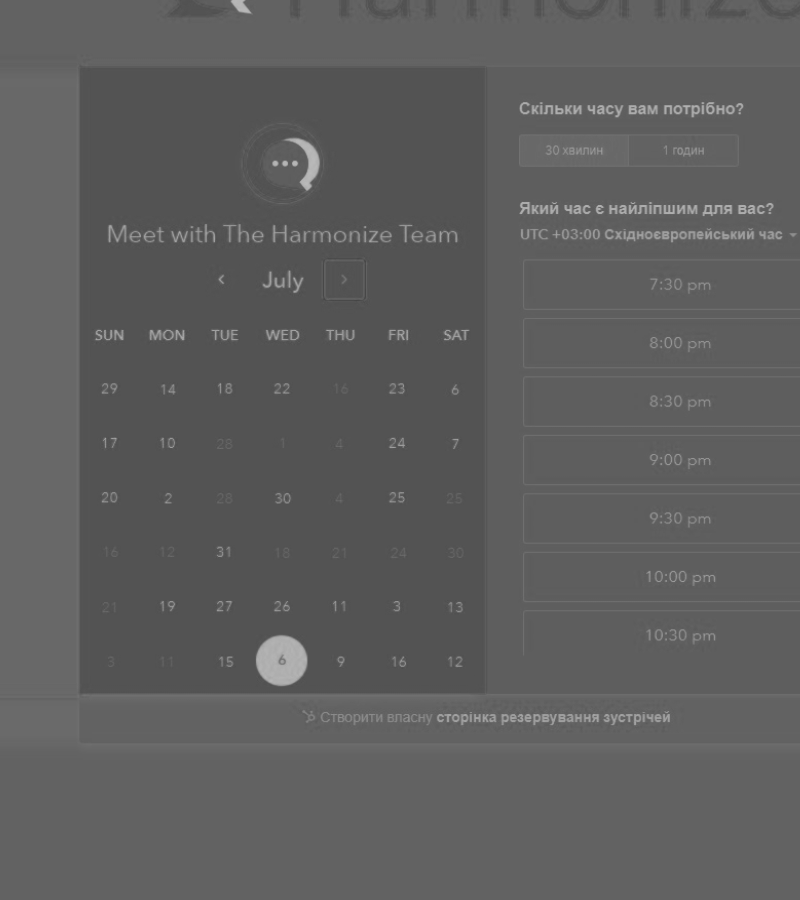 Harmonize
Meet with The Harmonize Team
July
SUN MON TUE WED THU FRI SAT
29 14 18 22 16 23 6
17 10 28 1 4 24 7
20 2 28 30 4 25 25
16 12 31 18 21 24 30
21 19 27 26 11 3 13
3 11 15 6 9 16 12
Скільки часу вам потрібно?
30 хвилин 1 годин
Який час є найліпшим для вас?
UTC +03:00 Східноєвропейський час
7:30 pm
8:00 pm
8:30 pm
9:00 pm
9:30 pm
10:00 pm
10:30 pm
Створити власну сторінка резервування зустрічей